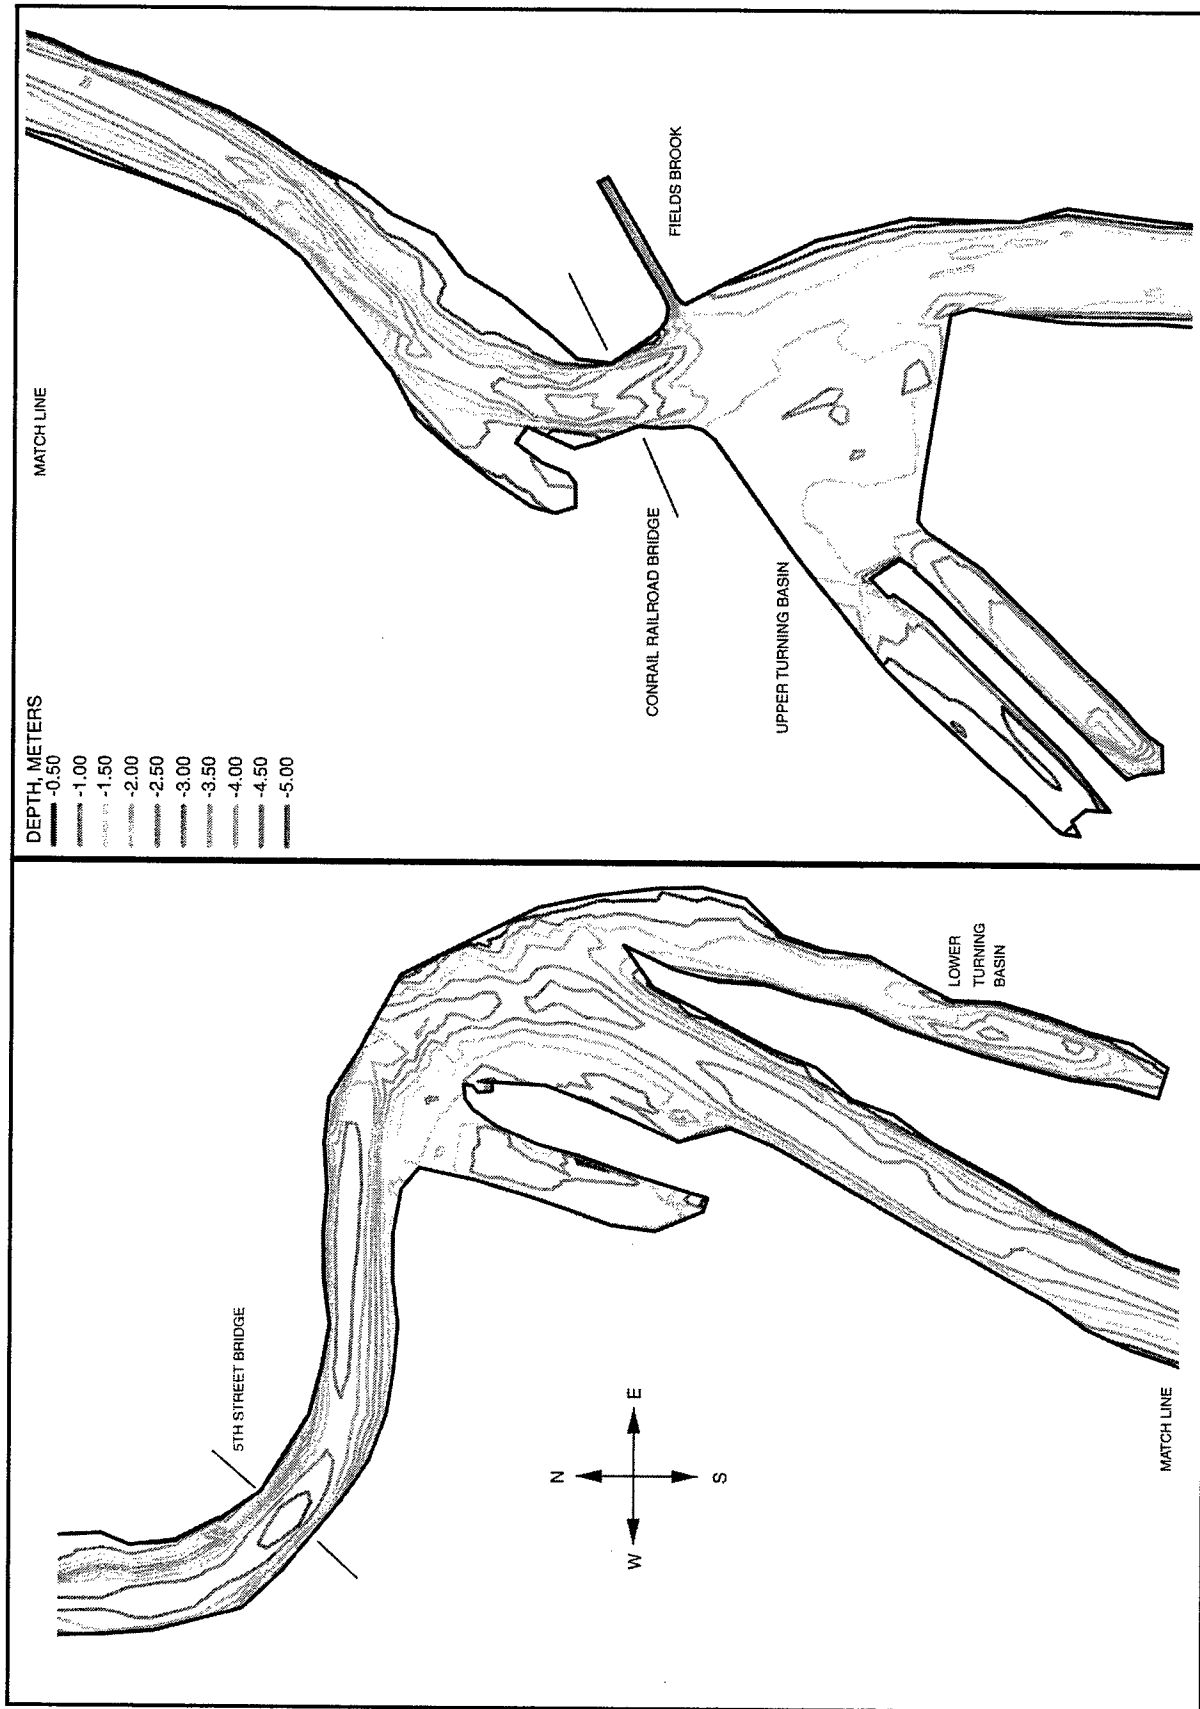 DEPTH, METERS
-0.50
-1.00
-1.50
-2.00
-2.50
-3.00
-3.50
-4.00
-4.50
-5.00
MATCH LINE
FIELDS BROOK
CONRAIL RAILROAD BRIDGE
UPPER TURNING BASIN
5TH STREET BRIDGE
N
W
E
S
LOWER
TURNING
BASIN
MATCH LINE